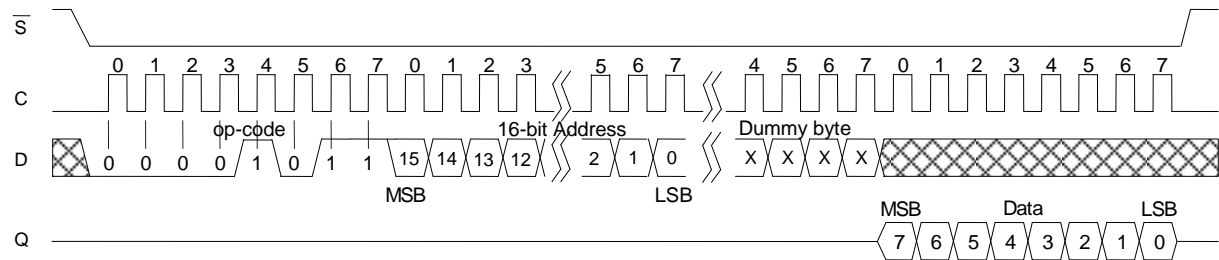 S
C 0 1 2 3 4 5 6 7 0 1 2 3 5 6 7 4 5 6 7 0 1 2 3 4 5 6 7
op-code 16-bit Address Dummy byte
D 0 0 0 0 1 0 1 1 15 14 13 12 2 1 0 X X X X
MSB LSB
MSB Data LSB
Q 7 6 5 4 3 2 1 0